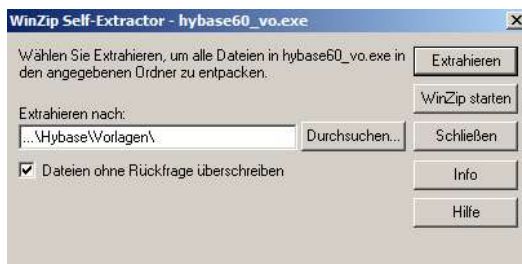 WinZip Self-Extractor - hybase60_vo.exe
Wählen Sie Extrahieren, um alle Dateien in hybase60_vo.exe in
den angegebenen Ordner zu entpacken.
Extrahieren nach:
...\Hybase\Vorlagen\
Durchsuchen...
Dateien ohne Rückfrage überschreiben
Extrahieren
WinZip starten
Schließen
Info
Hilfe